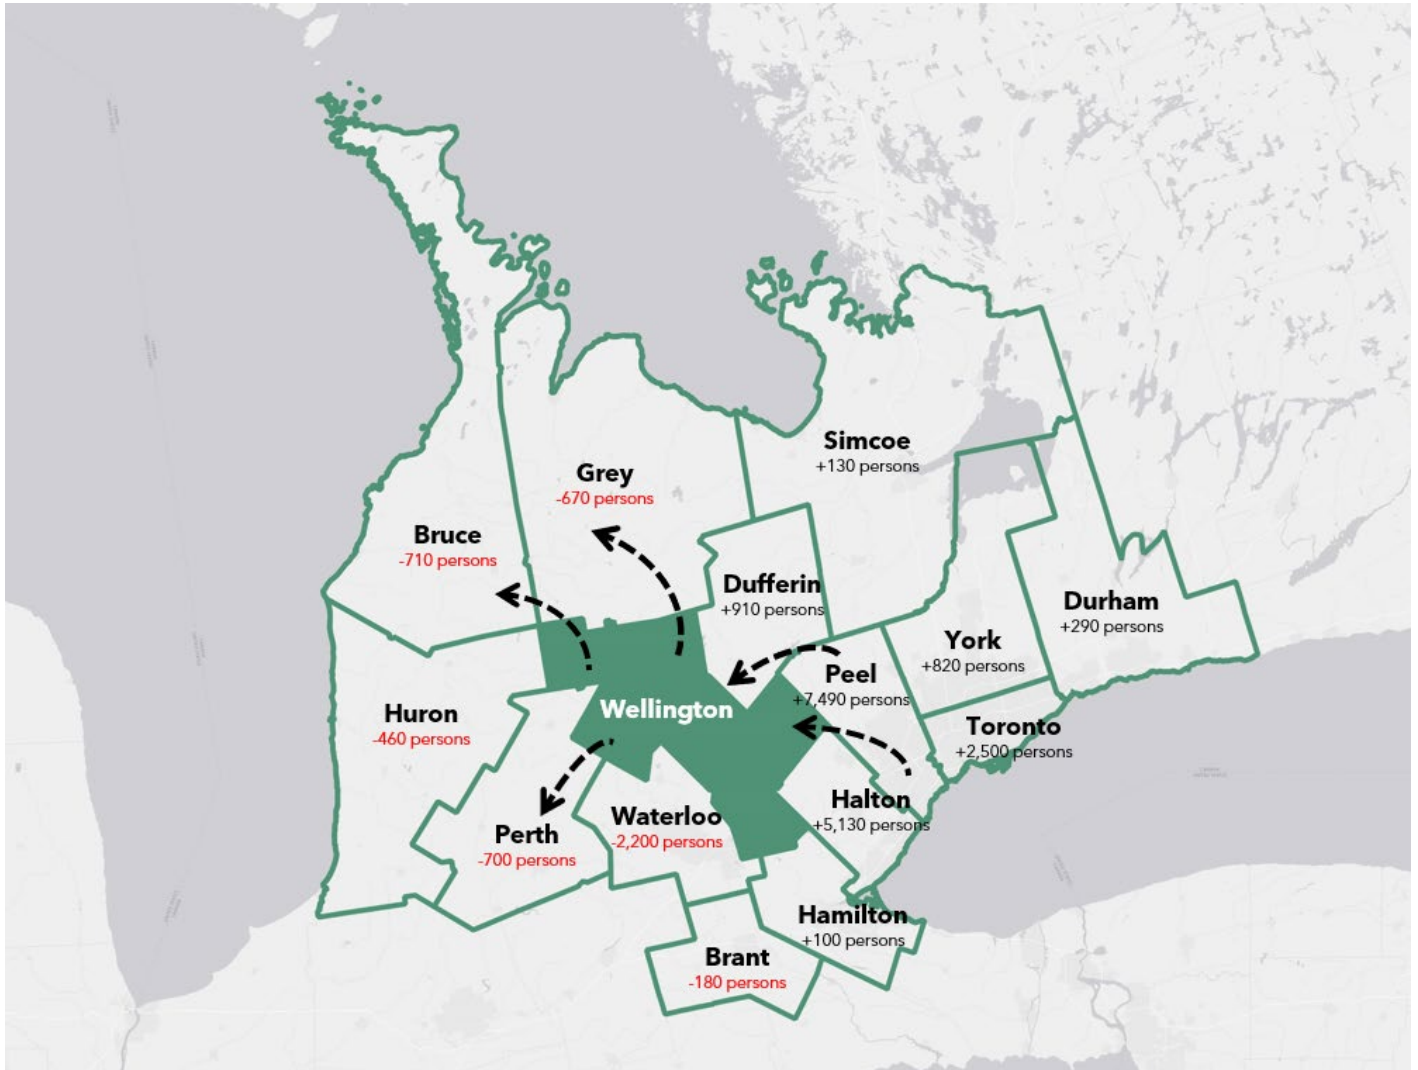 Simcoe
+130 persons
Grey
-670 persons
Bruce
-710 persons
Dufferin
+910 persons
Durham
+290 persons
York
+820 persons
Peel
+7,490 persons
Wellington
Huron
-460 persons
Toronto
+2,500 persons
Halton
+5,130 persons
Waterloo
-2,200 persons
Perth
-700 persons
Hamilton
+100 persons
Brant
-180 persons